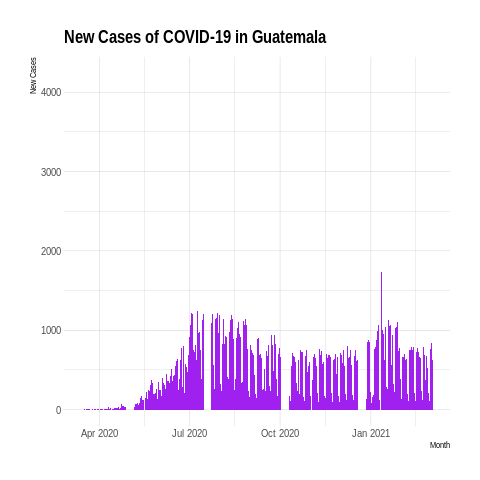 New Cases of COVID-19 in Guatemala
New Cases
4000
3000
2000
1000
0
Apr 2020 Jul 2020 Oct 2020 Jan 2021
Month